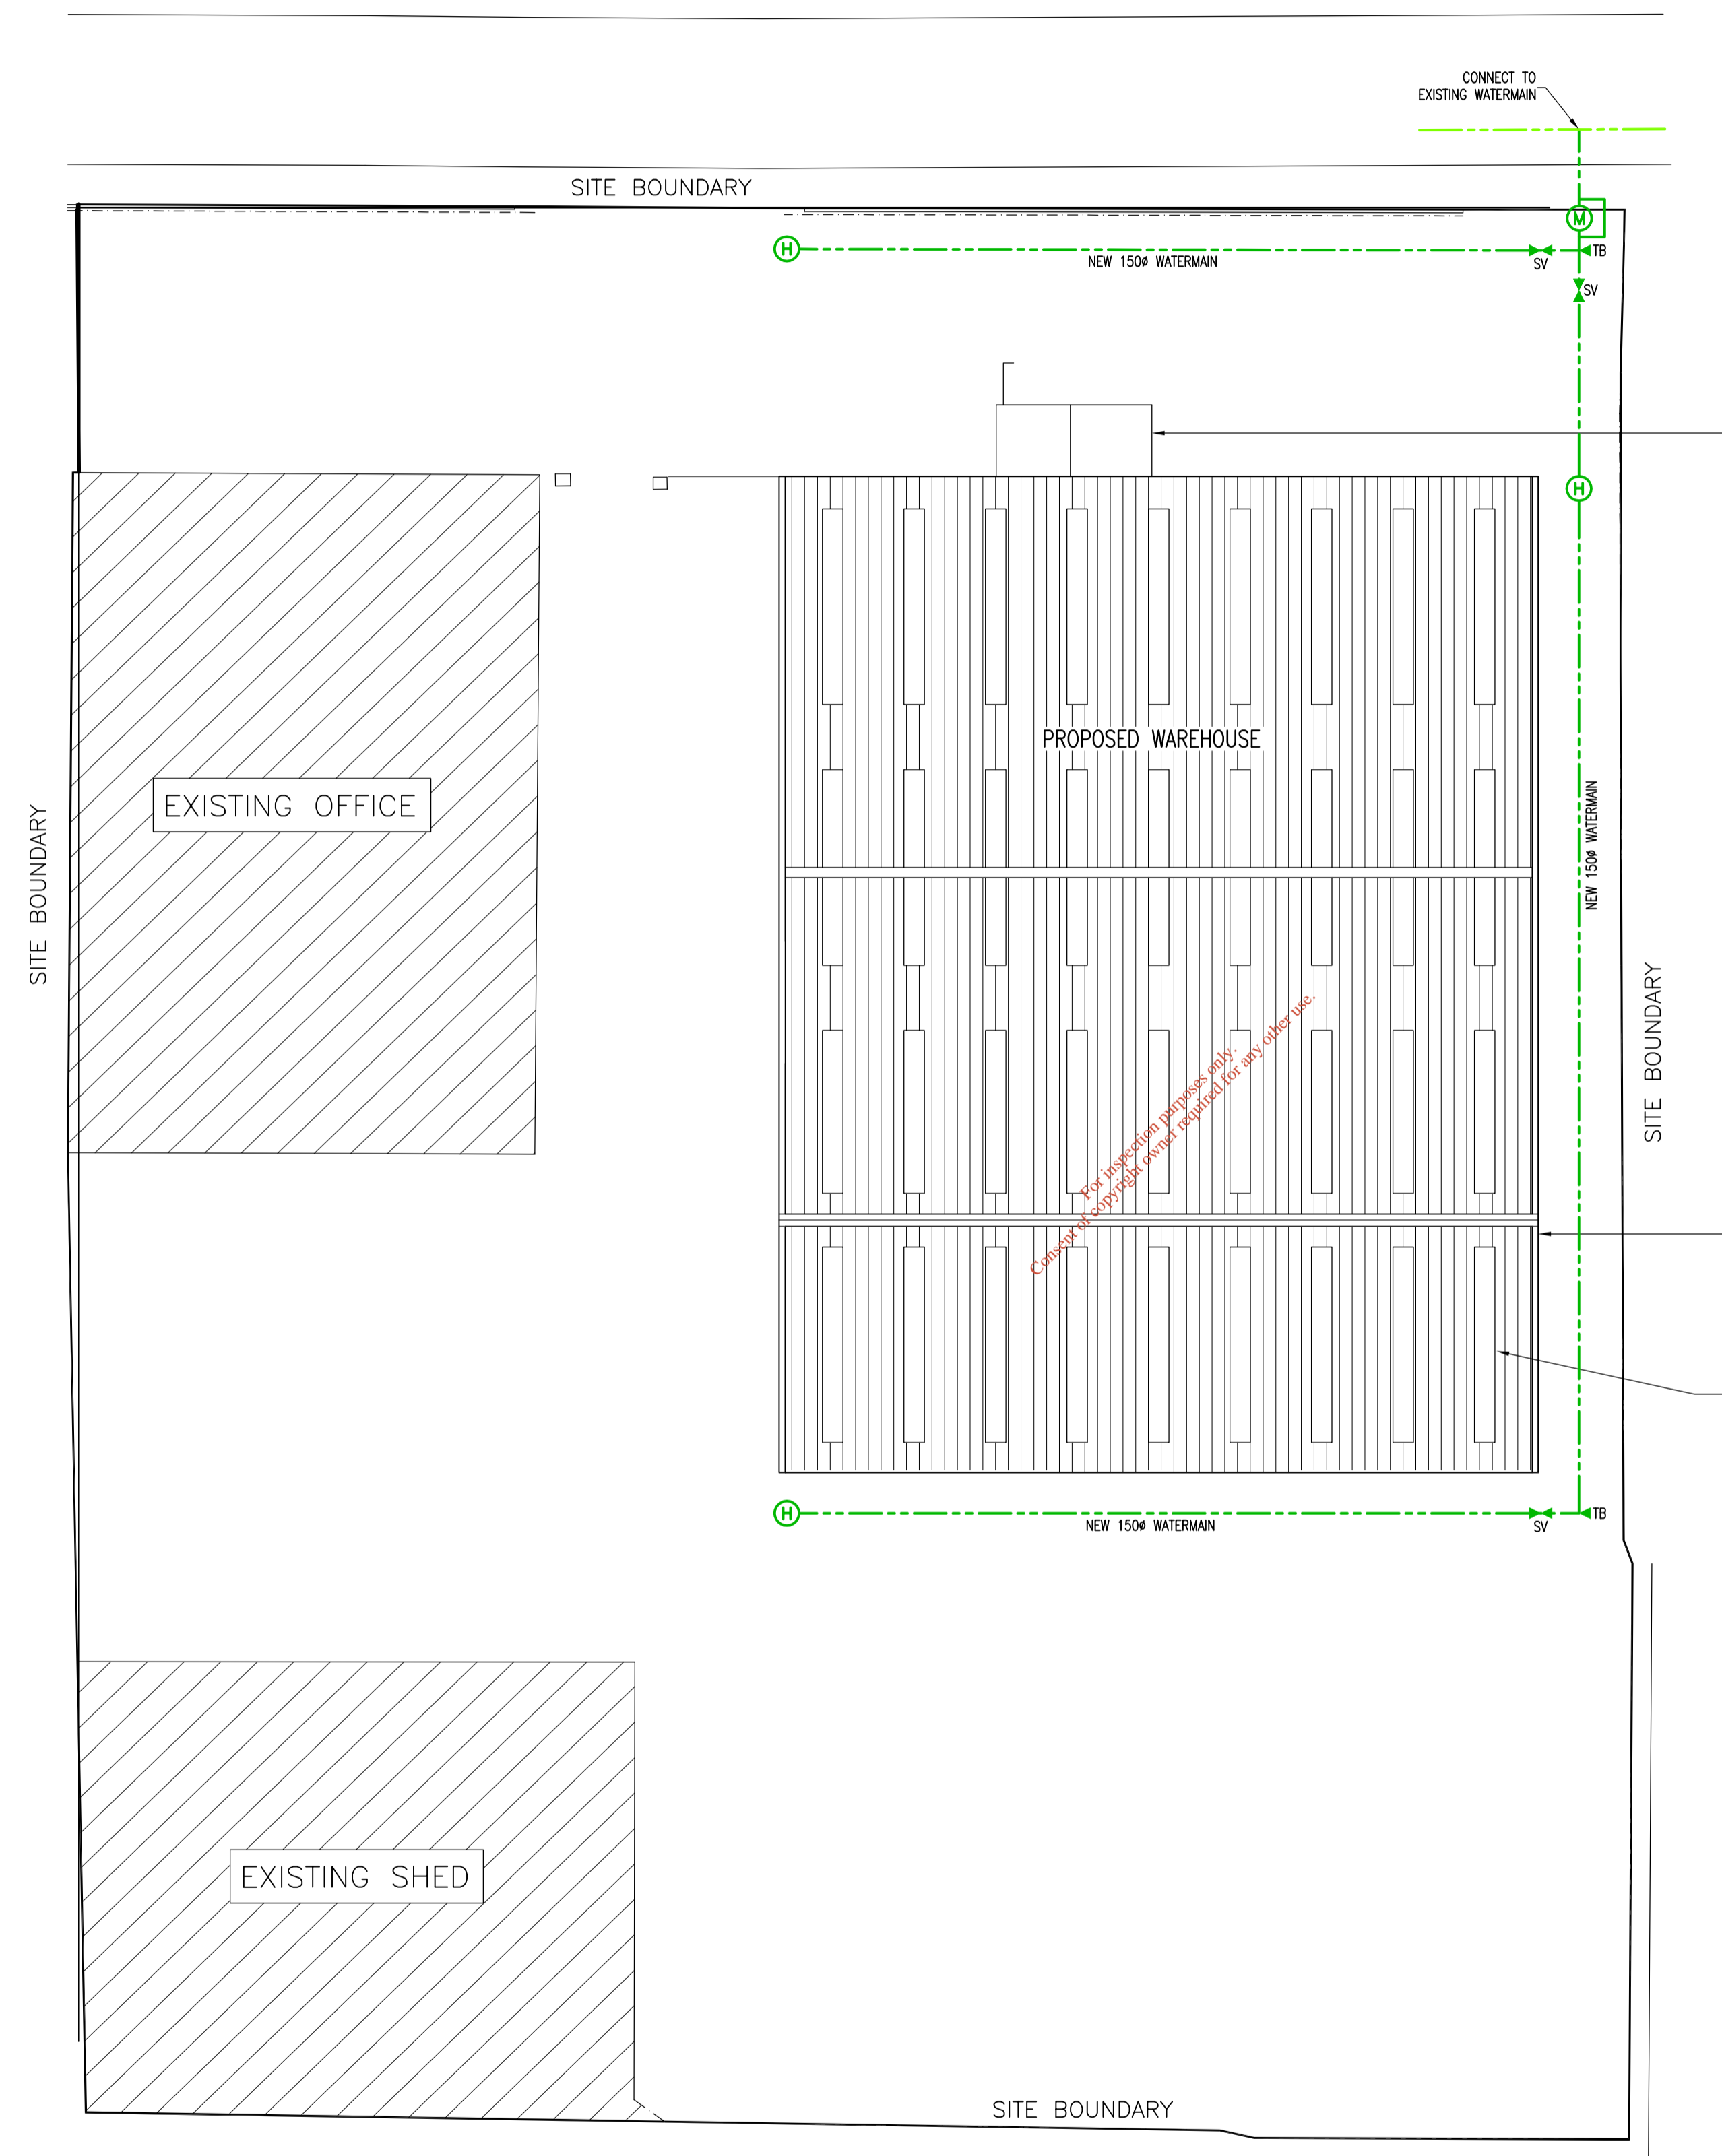 CONNECT TO
EXISTING WATERMAIN
SITE BOUNDARY
M
H
NEW 150ø WATERMAIN
SV
TB
SV
H
PROPOSED WAREHOUSE
EXISTING OFFICE
SITE BOUNDARY
NEW 150ø WATERMAIN
SITE BOUNDARY
For inspection purposes only.
Consent of copyright owner required for any other use
H
NEW 150ø WATERMAIN
SV
TB
EXISTING SHED
SITE BOUNDARY